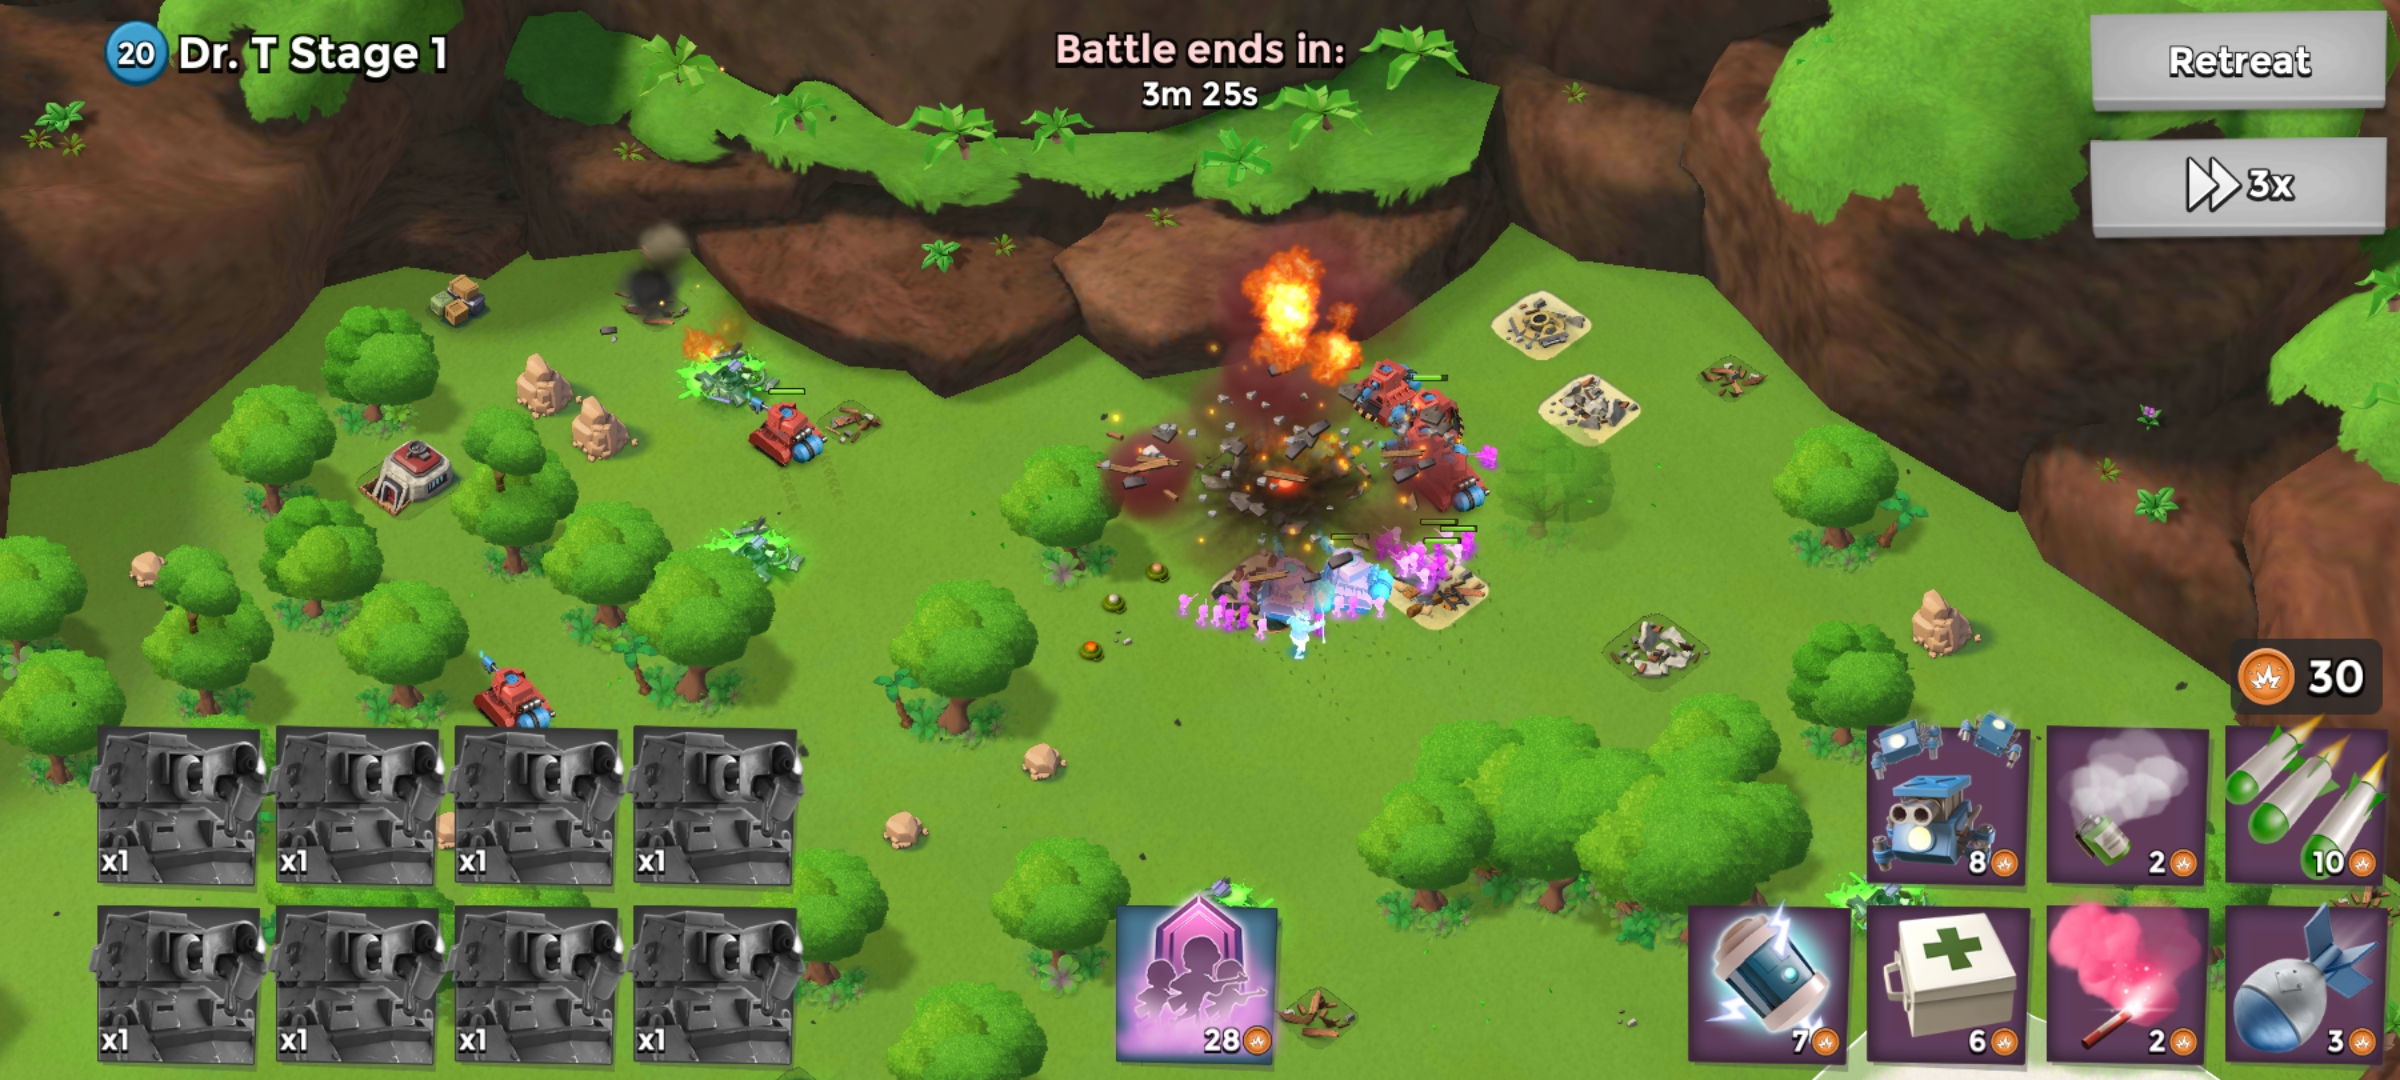 20 Dr. T Stage 1
Battle ends in:
3m 25s
Retreat
3x
30
8
2
10
x1
x1
x1
x1
28
7
6
2
3
x1
x1
x1
x1